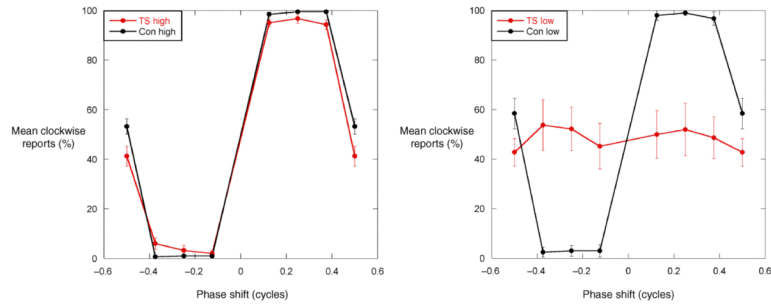 TS high
Con high
100
80
60
40
20
0
Mean clockwise
reports (%)
–0.6 –0.4 –0.2 0 0.2 0.4 0.6
Phase shift (cycles)
TS low
Con low
100
80
60
40
20
0
Mean clockwise
reports (%)
–0.6 –0.4 –0.2 0 0.2 0.4 0.6
Phase shift (cycles)